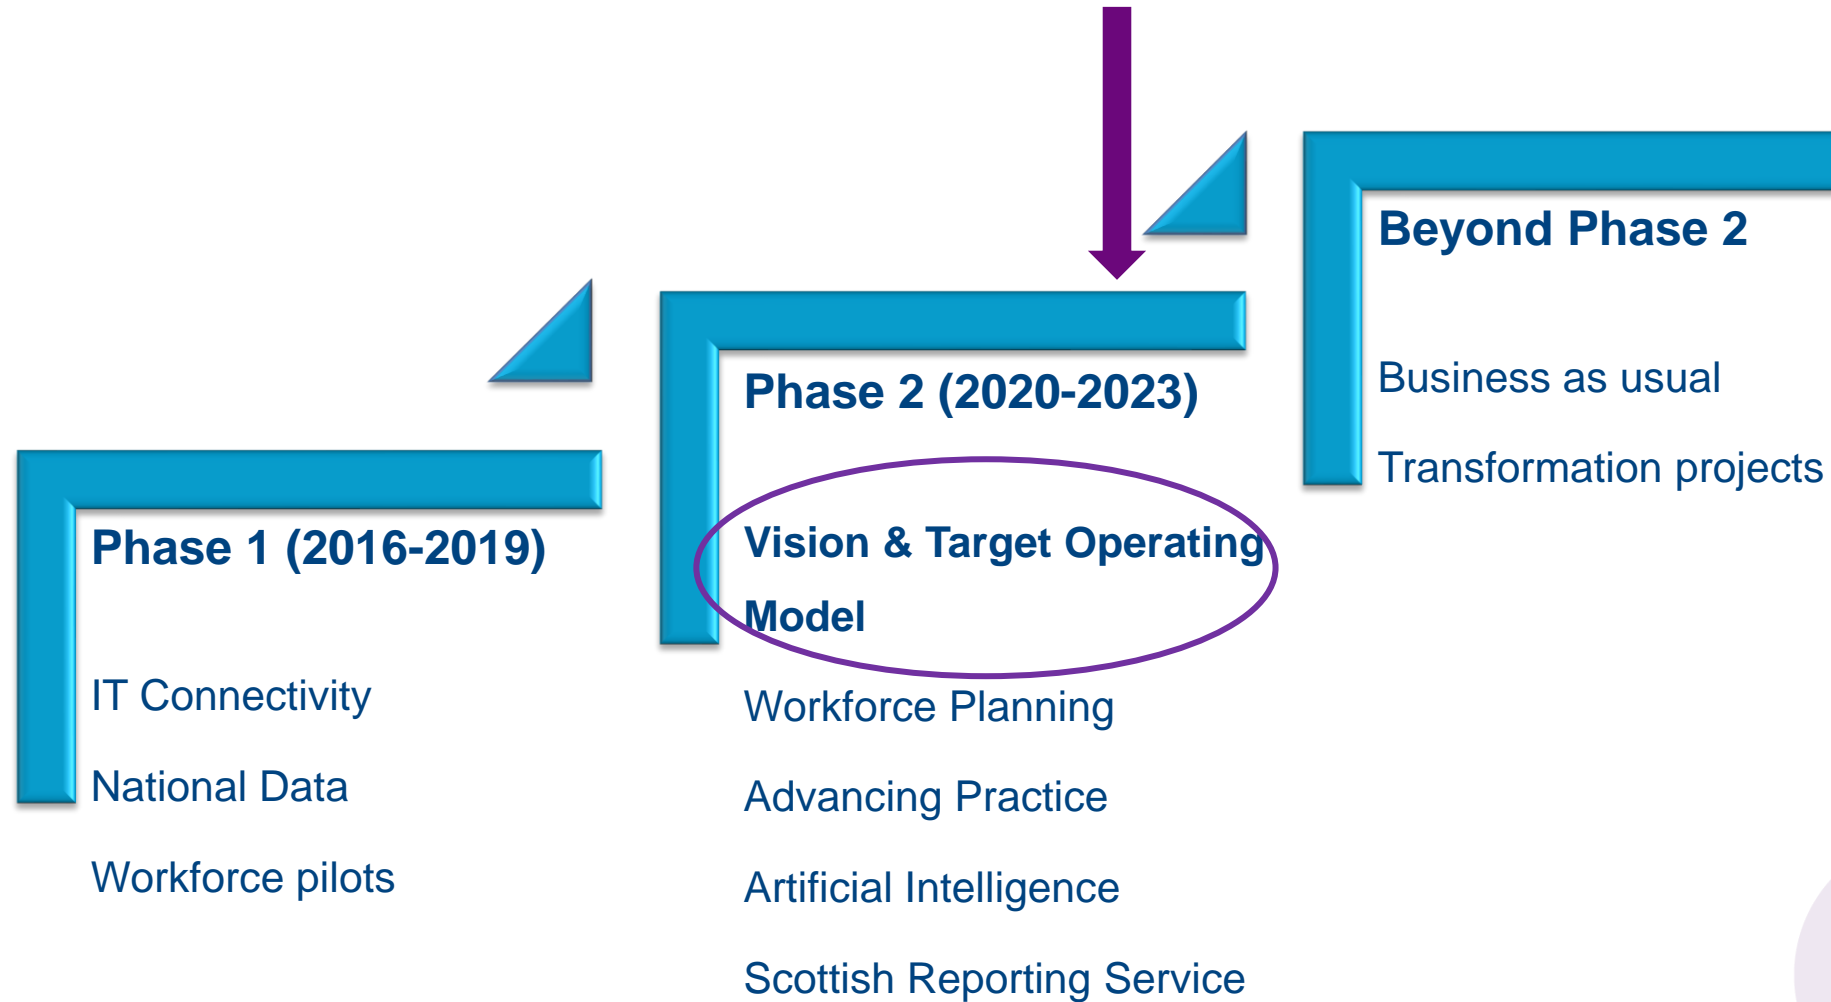 Phase 1 (2016-2019)
IT Connectivity
National Data
Workforce pilots
Phase 2 (2020-2023)
Vision & Target Operating
Model
Workforce Planning
Advancing Practice
Artificial Intelligence
Scottish Reporting Service
Beyond Phase 2
Business as usual
Transformation projects